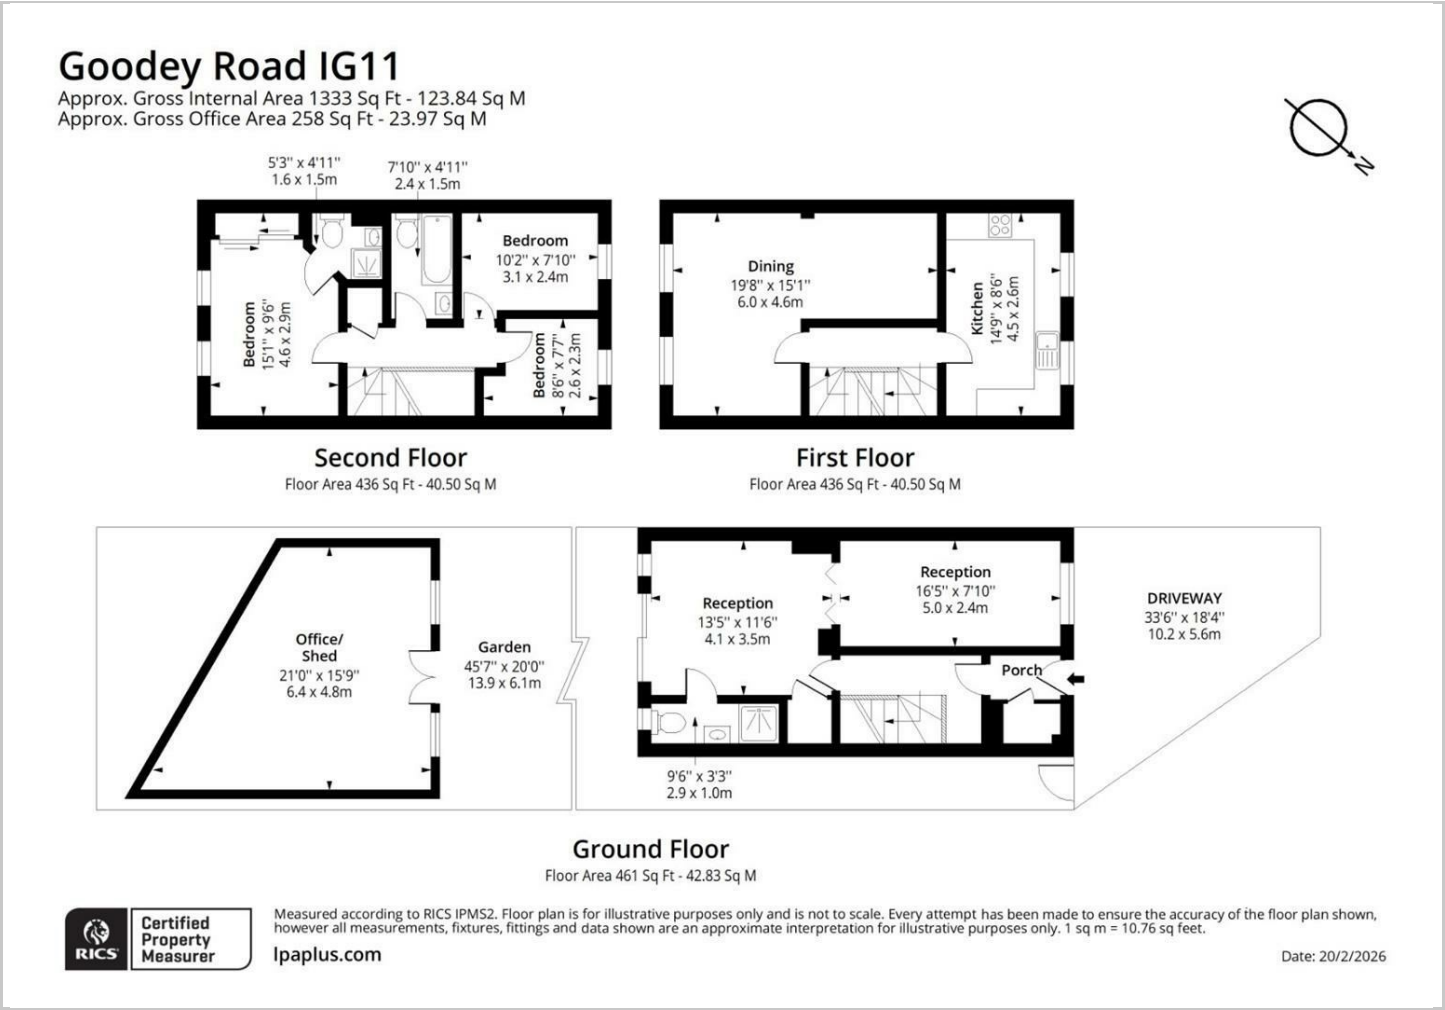 Goodey Road IG11
Approx. Gross Internal Area 1333 Sq Ft - 123.84 Sq M
Approx. Gross Office Area 258 Sq Ft - 23.97 Sq M
N
5'3'' x 4'11''
1.6 x 1.5m
7'10'' x 4'11''
2.4 x 1.5m
Bedroom
15'1'' x 9'6''
4.6 x 2.9m
Bedroom
10'2'' x 7'10''
3.1 x 2.4m
Bedroom
8'6'' x 7'7''
2.6 x 2.3m
Second Floor
Floor Area 436 Sq Ft - 40.50 Sq M
Dining
19'8'' x 15'1''
6.0 x 4.6m
Kitchen
14'9'' x 8'6''
4.5 x 2.6m
First Floor
Floor Area 436 Sq Ft - 40.50 Sq M
Office/
Shed
21'0'' x 15'9''
6.4 x 4.8m
Garden
45'7'' x 20'0''
13.9 x 6.1m
Reception
13'5'' x 11'6''
4.1 x 3.5m
Reception
16'5'' x 7'10''
5.0 x 2.4m
Porch
DRIVEWAY
33'6'' x 18'4''
10.2 x 5.6m
9'6'' x 3'3''
2.9 x 1.0m
Ground Floor
Floor Area 461 Sq Ft - 42.83 Sq M
RICS
Certified
Property
Measurer
Measured according to RICS IPMS2. Floor plan is for illustrative purposes only and is not to scale. Every attempt has been made to ensure the accuracy of the floor plan shown,
however all measurements, fixtures, fittings and data shown are an approximate interpretation for illustrative purposes only. 1 sq m = 10.76 sq feet.
lpaplus.com
Date: 20/2/2026